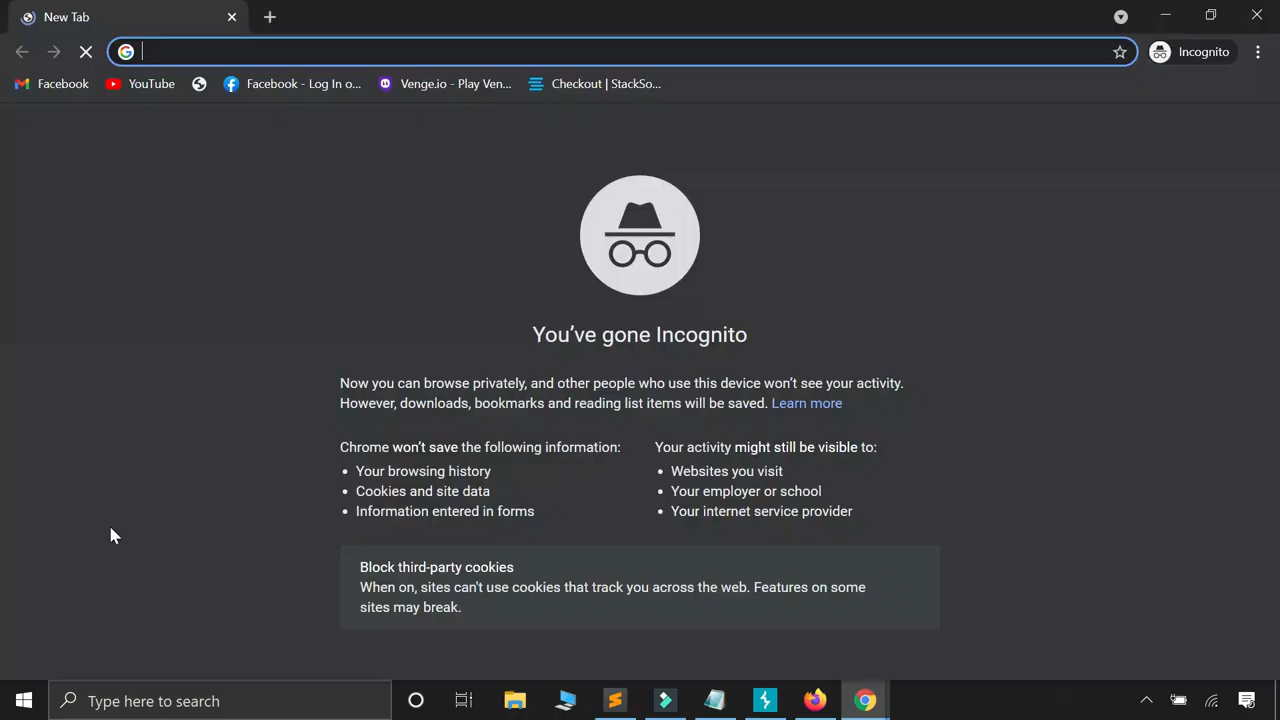 New Tab
Incognito
Facebook YouTube Facebook - Log In o... Venge.io - Play Ven... Checkout | StackSo...
You've gone Incognito
Now you can browse privately, and other people who use this device won't see your activity.
However, downloads, bookmarks and reading list items will be saved. Learn more
Chrome won't save the following information:
• Your browsing history
• Cookies and site data
• Information entered in forms
Your activity might still be visible to:
• Websites you visit
• Your employer or school
• Your internet service provider
Block third-party cookies
When on, sites can't use cookies that track you across the web. Features on some
sites may break.
Type here to search